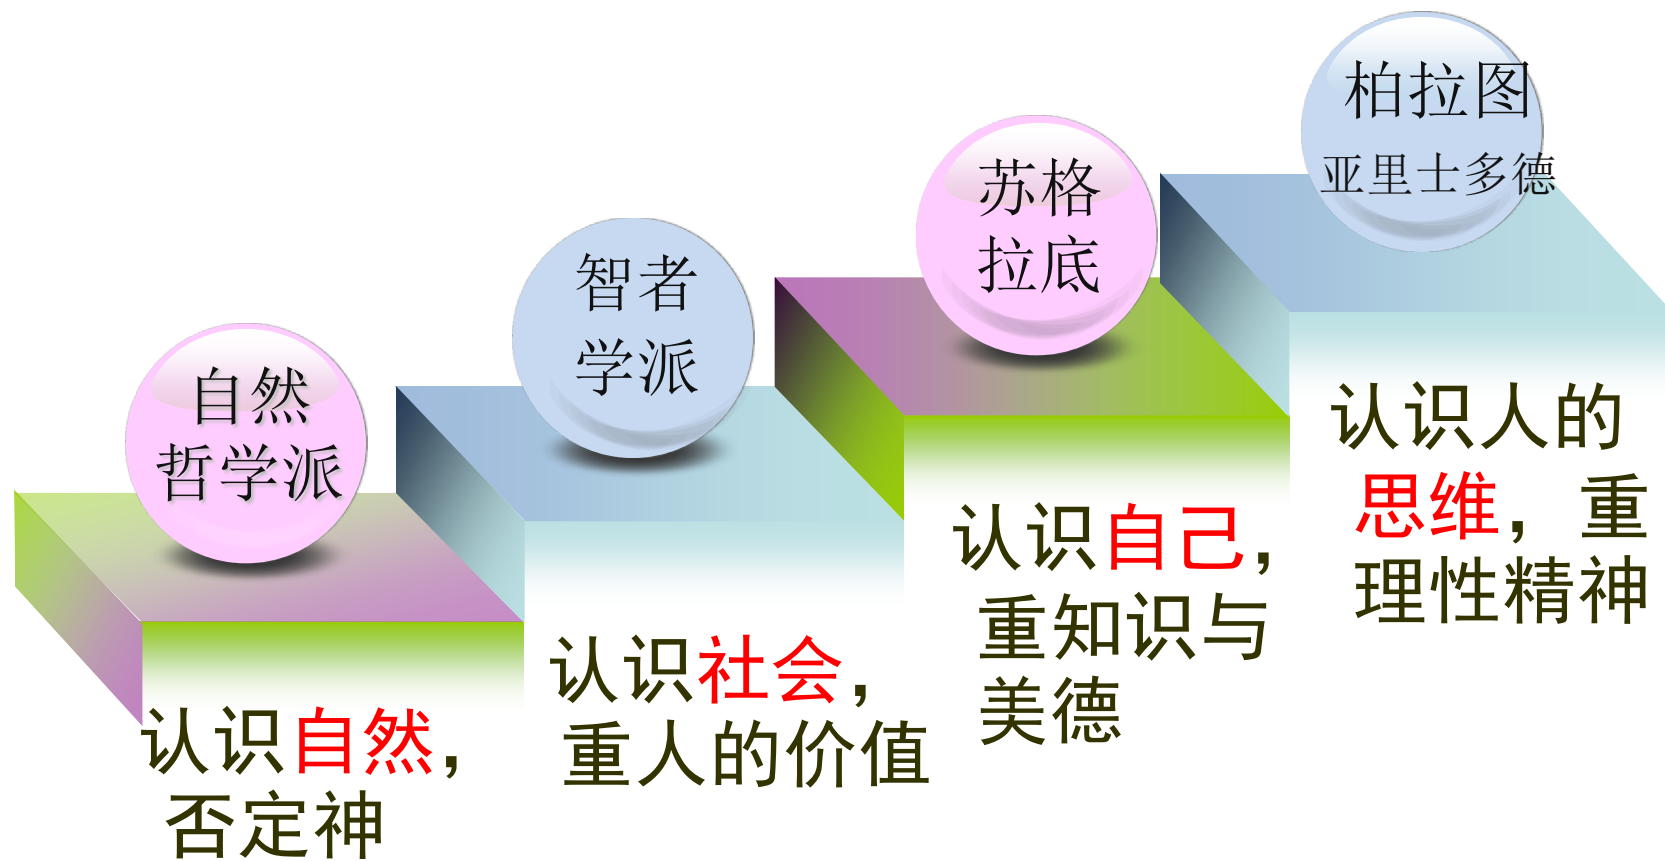 自然
哲学派
认识自然,
否定神
智者
学派
认识社会,
重人的价值
苏格
拉底
认识自己,
重知识与
美德
柏拉图
亚里士多德
认识人的
思维,重
理性精神